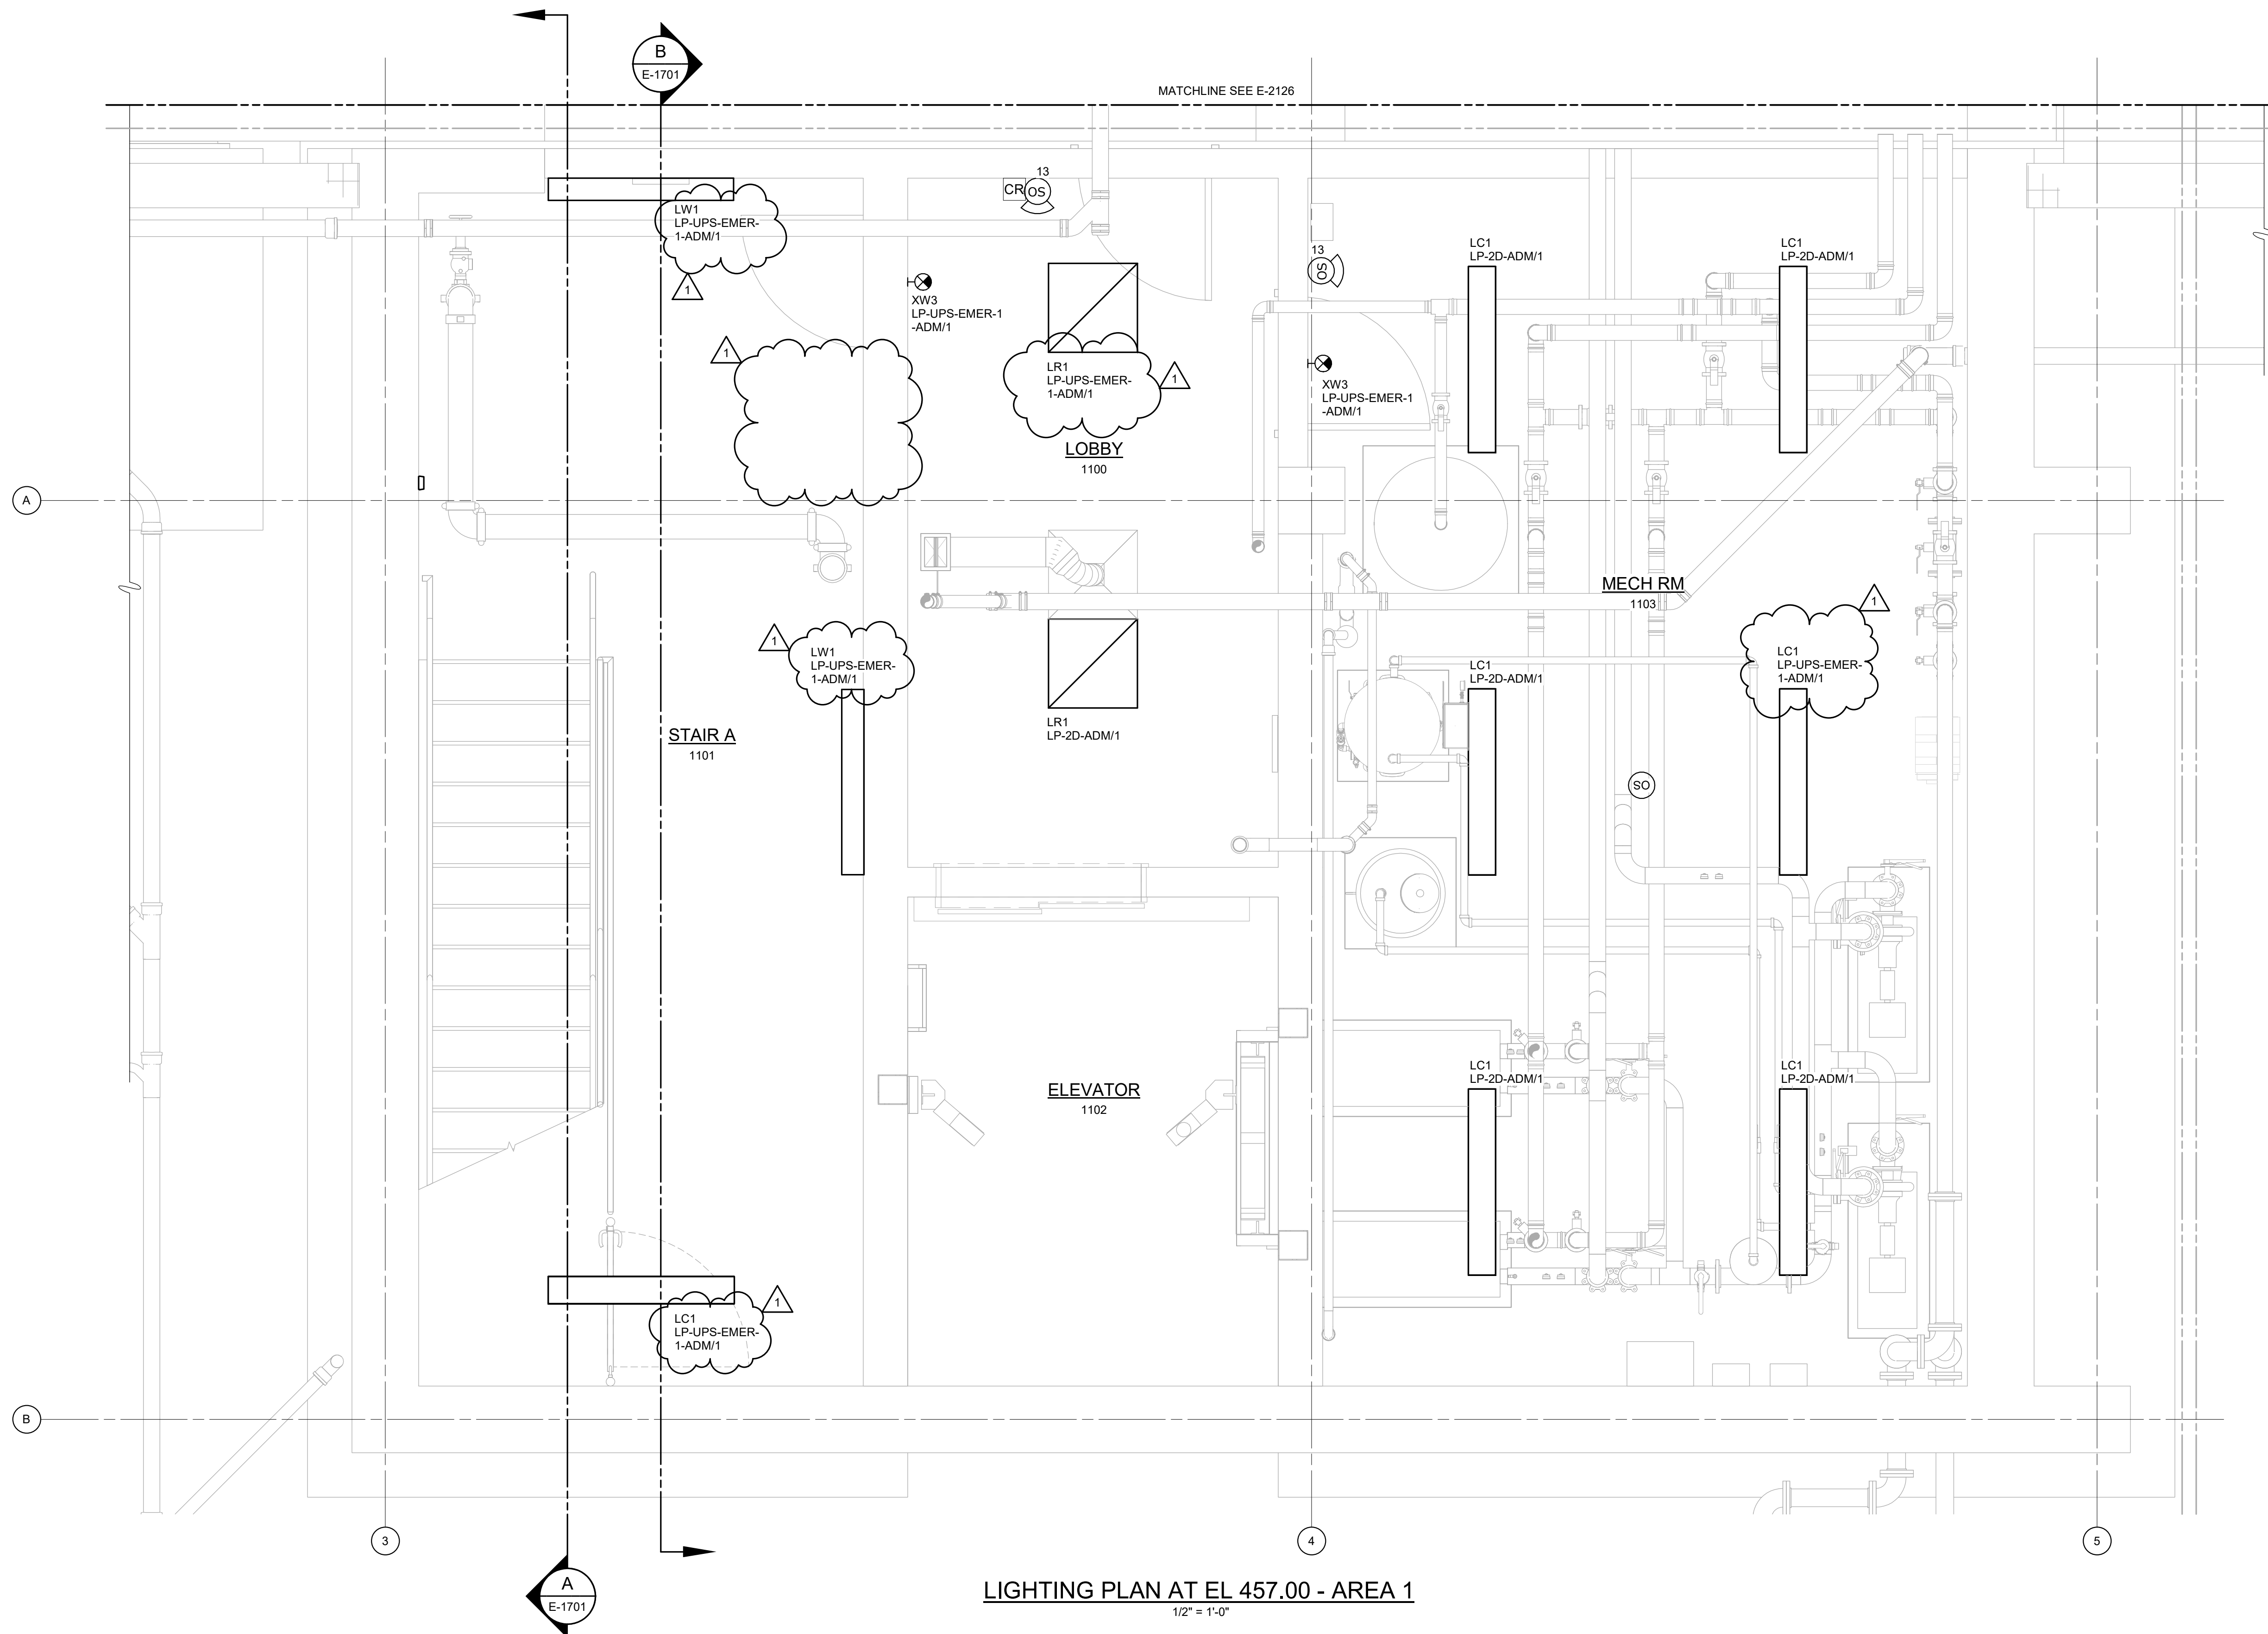 B
E-1701
MATCHLINE SEE E-2126
13
CR
OS
LW1
LP-UPS-EMER-
1-ADM/1
1
13
SO
LC1
LP-2D-ADM/1
LC1
LP-2D-ADM/1
XW3
LP-UPS-EMER-1
-ADM/1
1
LR1
LP-UPS-EMER-
1-ADM/1
1
XW3
LP-UPS-EMER-1
-ADM/1
LOBBY
1100
A
MECH RM
1103
1
1
LW1
LP-UPS-EMER-
1-ADM/1
LC1
LP-2D-ADM/1
LC1
LP-UPS-EMER-
1-ADM/1
LR1
LP-2D-ADM/1
STAIR A
1101
SO
LC1
LP-2D-ADM/1
LC1
LP-2D-ADM/1
ELEVATOR
1102
1
LC1
LP-UPS-EMER-
1-ADM/1
B
3
4
5
A
E-1701
LIGHTING PLAN AT EL 457.00 - AREA 1
1/2" = 1'-0"